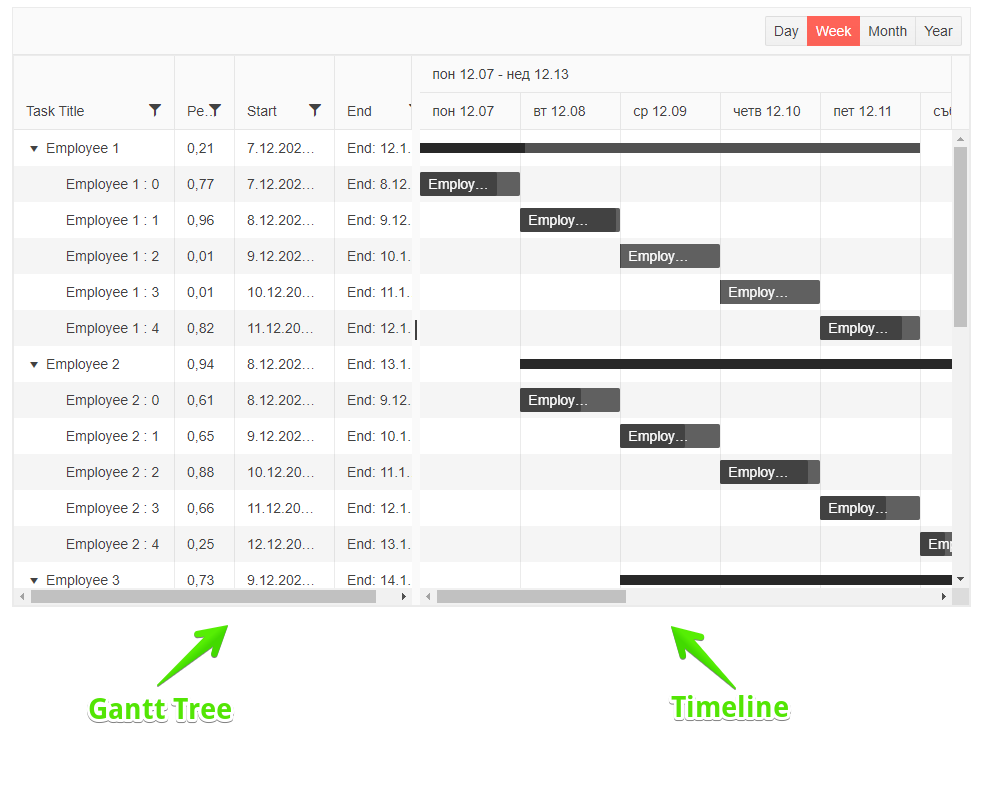 Day Week Month Year
пон 12.07 - нед 12.13
Task Title Pe... Start End пон 12.07 вт 12.08 ср 12.09 четв 12.10 пет 12.11
Employee 1 0,21 7.12.202... End: 12.1.
Employee 1 : 0 0,77 7.12.202... End: 8.12. Employ...
Employee 1 : 1 0,96 8.12.202... End: 9.12. Employ...
Employee 1 : 2 0,01 9.12.202... End: 10.1. Employ...
Employee 1 : 3 0,01 10.12.20... End: 11.1. Employ...
Employee 1 : 4 0,82 11.12.20... End: 12.1. Employ...
Employee 2 0,94 8.12.202... End: 13.1.
Employee 2 : 0 0,61 8.12.202... End: 9.12. Employ...
Employee 2 : 1 0,65 9.12.202... End: 10.1. Employ...
Employee 2 : 2 0,88 10.12.20... End: 11.1. Employ...
Employee 2 : 3 0,66 11.12.20... End: 12.1. Employ...
Employee 2 : 4 0,25 12.12.20... End: 13.1.
Employee 3 0,73 9.12.202... End: 14.1.
Gantt Tree Timeline